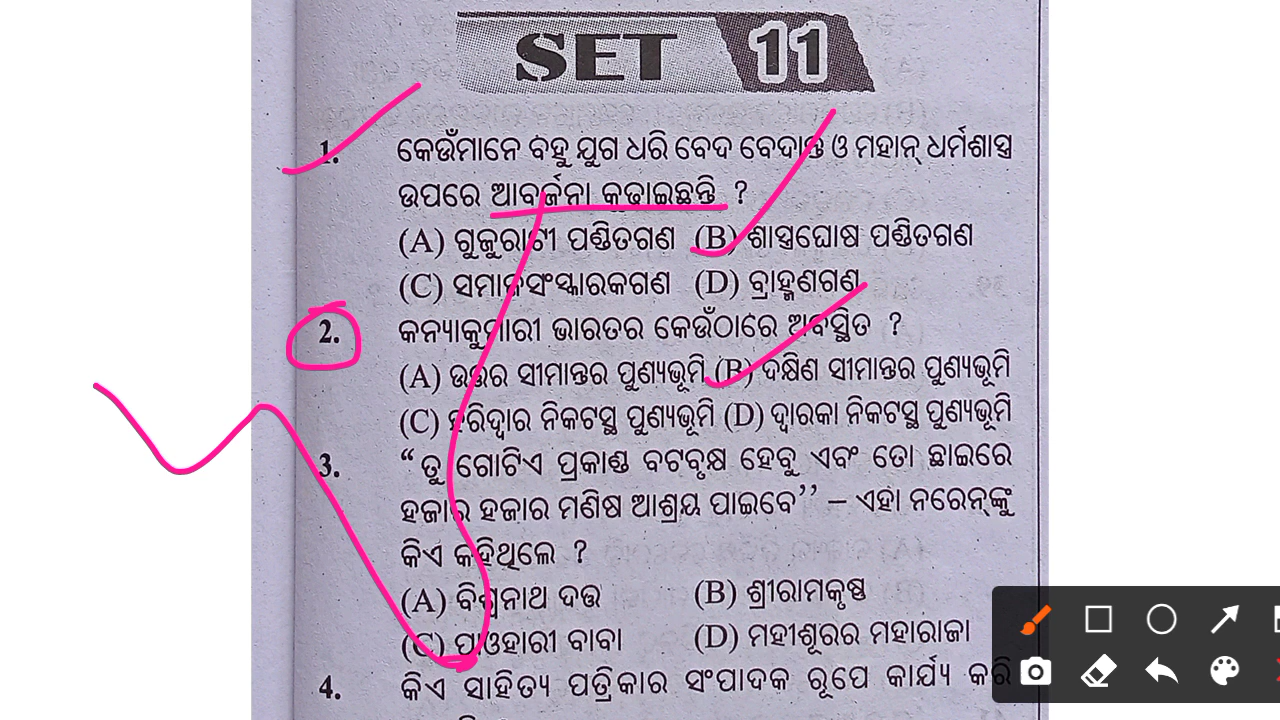 SET 11
1. କେଉଁମାନେ ବହୁ ଯୁଗ ଧରି ବେଦ ବେଦାନ୍ତ ଓ ମହାନ୍ ଧର୍ମଶାସ୍ତ୍ର
ଉପରେ ଆବର୍ଜନା କୁଢାଇଛନ୍ତି ?
(A) ଗୁଜୁରାଟୀ ପଣ୍ଡିତଗଣ (B) ଶାସ୍ତ୍ରଘୋଷ ପଣ୍ଡିତଗଣ
(C) ସମାଜସଂସ୍କାରକଗଣ (D) ବ୍ରାହ୍ମଣଗଣ
2. କନ୍ୟାକୁମାରୀ ଭାରତର କେଉଁଠାରେ ଅବସ୍ଥିତ ?
(A) ଉତ୍ତର ସୀମାନ୍ତର ପୁଣ୍ୟଭୂମି (B) ଦକ୍ଷିଣ ସୀମାନ୍ତର ପୁଣ୍ୟଭୂମି
(C) ହରିଦ୍ୱାର ନିକଟସ୍ଥ ପୁଣ୍ୟଭୂମି (D) ଦ୍ୱାରକା ନିକଟସ୍ଥ ପୁଣ୍ୟଭୂମି
3. “ତୁ ଗୋଟିଏ ପ୍ରକାଣ୍ଡ ବଟବୃକ୍ଷ ହେବୁ ଏବଂ ତୋ ଛାଇରେ
ହଜାର ହଜାର ମଣିଷ ଆଶ୍ରୟ ପାଇବେ’’ – ଏହା ନରେନ୍‌ଙ୍କୁ
କିଏ କହିଥିଲେ ?
(A) ବିଶ୍ୱନାଥ ଦତ୍ତ (B) ଶ୍ରୀରାମକୃଷ୍ଣ
(C) ପାଓହାରୀ ବାବା (D) ମହୀଶୂରର ମହାରାଜା
4. କିଏ ସାହିତ୍ୟ ପତ୍ରିକାର ସଂପାଦକ ରୂପେ କାର୍ଯ୍ୟ କରି